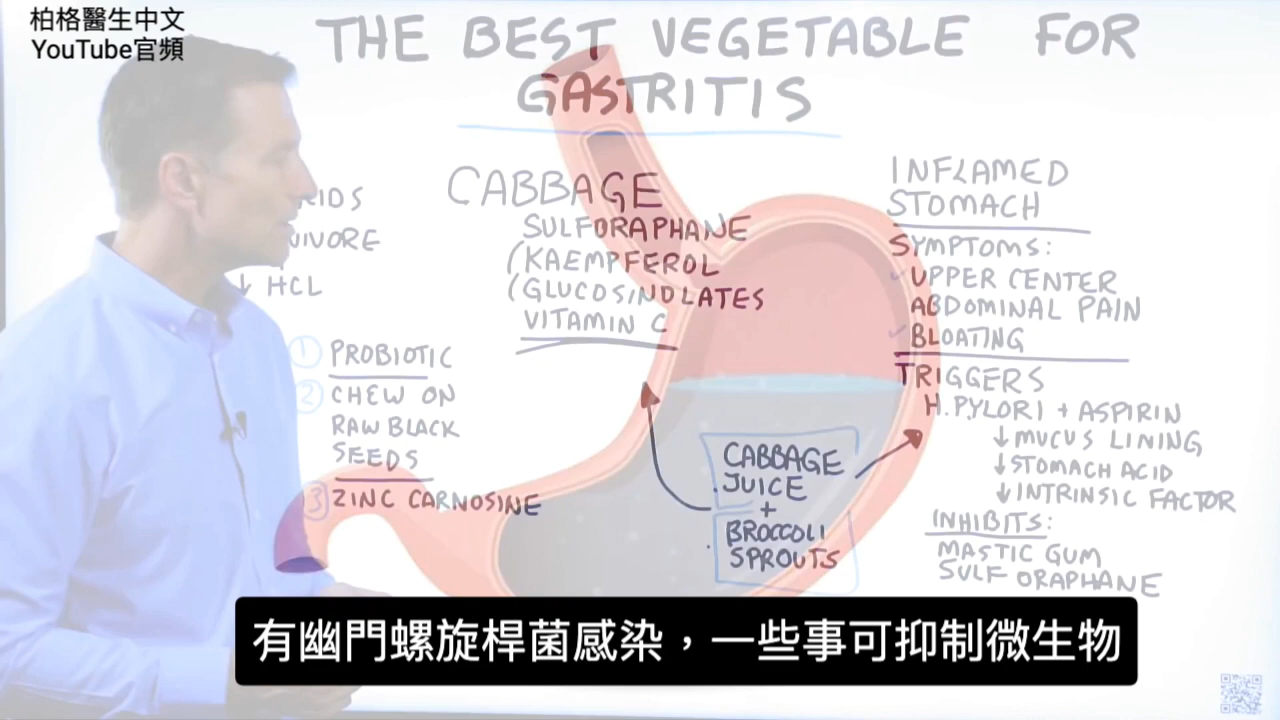 柏格醫生中文
YouTube官頻
THE BEST VEGETABLE FOR
GASTRITIS
CABBAGE
SULFORAPHANE
(KAEMPFEROL
(GLUCOSINOLATES
VITAMIN C
↓ HCL
① PROBIOTIC
② CHEW ON
RAW BLACK
SEEDS
③ ZINC CARNOSINE
CABBAGE
JUICE
+
BROCCOLI
SPROUTS
INFLAMED
STOMACH
SYMPTOMS:
UPPER CENTER
ABDOMINAL PAIN
BLOATING
TRIGGERS
H.PYLORI + ASPIRIN
↓MUCUS LINING
↓STOMACH ACID
↓INTRINSIC FACTOR
INHIBITS:
MASTIC GUM
SULFORAPHANE
有幽門螺旋桿菌感染，一些事可抑制微生物